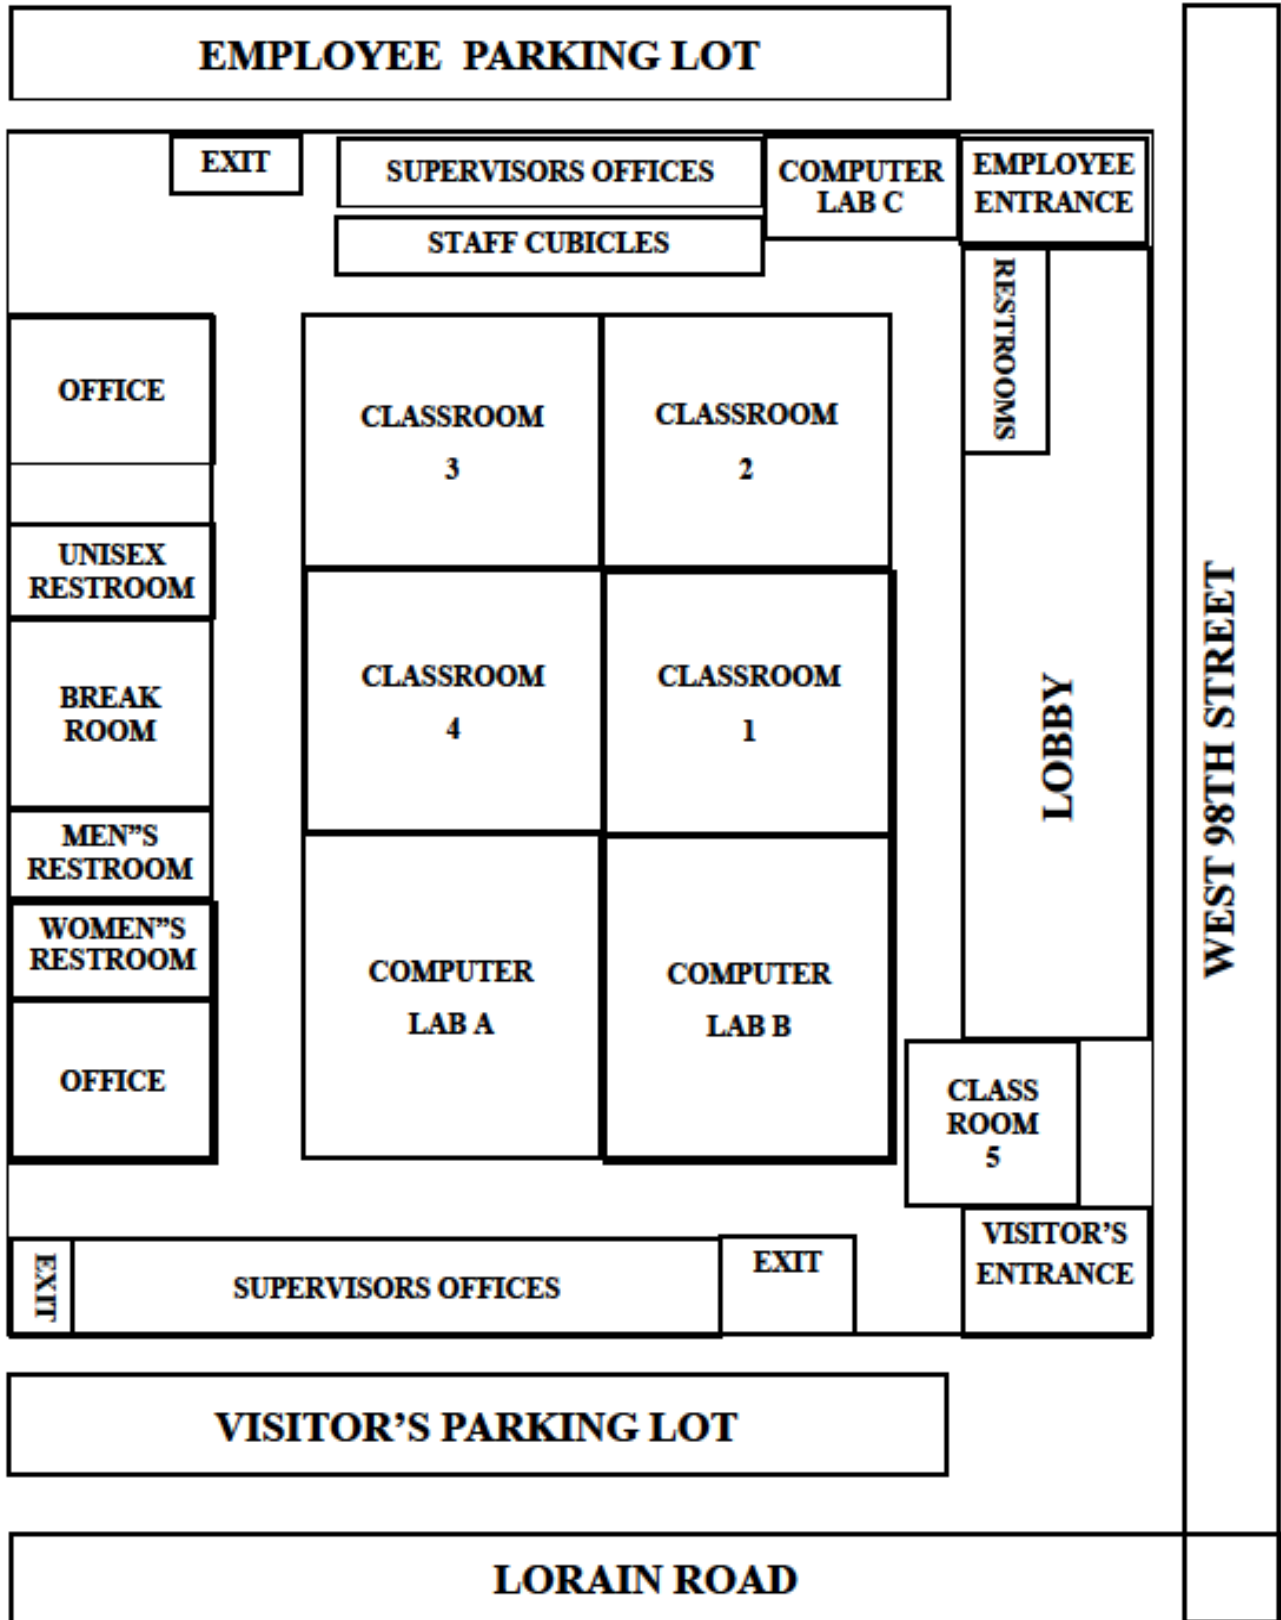 EMPLOYEE PARKING LOT
EXIT
SUPERVISORS OFFICES
COMPUTER
LAB C
EMPLOYEE
ENTRANCE
STAFF CUBICLES
RESTROOMS
OFFICE
CLASSROOM
3
CLASSROOM
2
UNISEX
RESTROOM
BREAK
ROOM
CLASSROOM
4
CLASSROOM
1
LOBBY
WEST 98TH STREET
MEN”S
RESTROOM
WOMEN”S
RESTROOM
COMPUTER
LAB A
COMPUTER
LAB B
OFFICE
CLASS
ROOM
5
EXIT
SUPERVISORS OFFICES
EXIT
VISITOR’S
ENTRANCE
VISITOR’S PARKING LOT
LORAIN ROAD